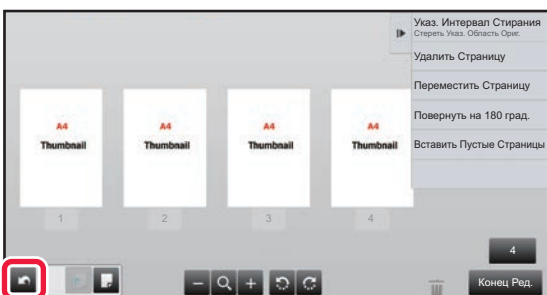 Указ. Интервал Стирания
Стереть Указ. Область Ориг.
Удалить Страницу
Переместить Страницу
Повернуть на 180 град.
Вставить Пустые Страницы
A4 A4 A4 A4
Thumbnail Thumbnail Thumbnail Thumbnail
1 2 3 4
4
Конец Ред.